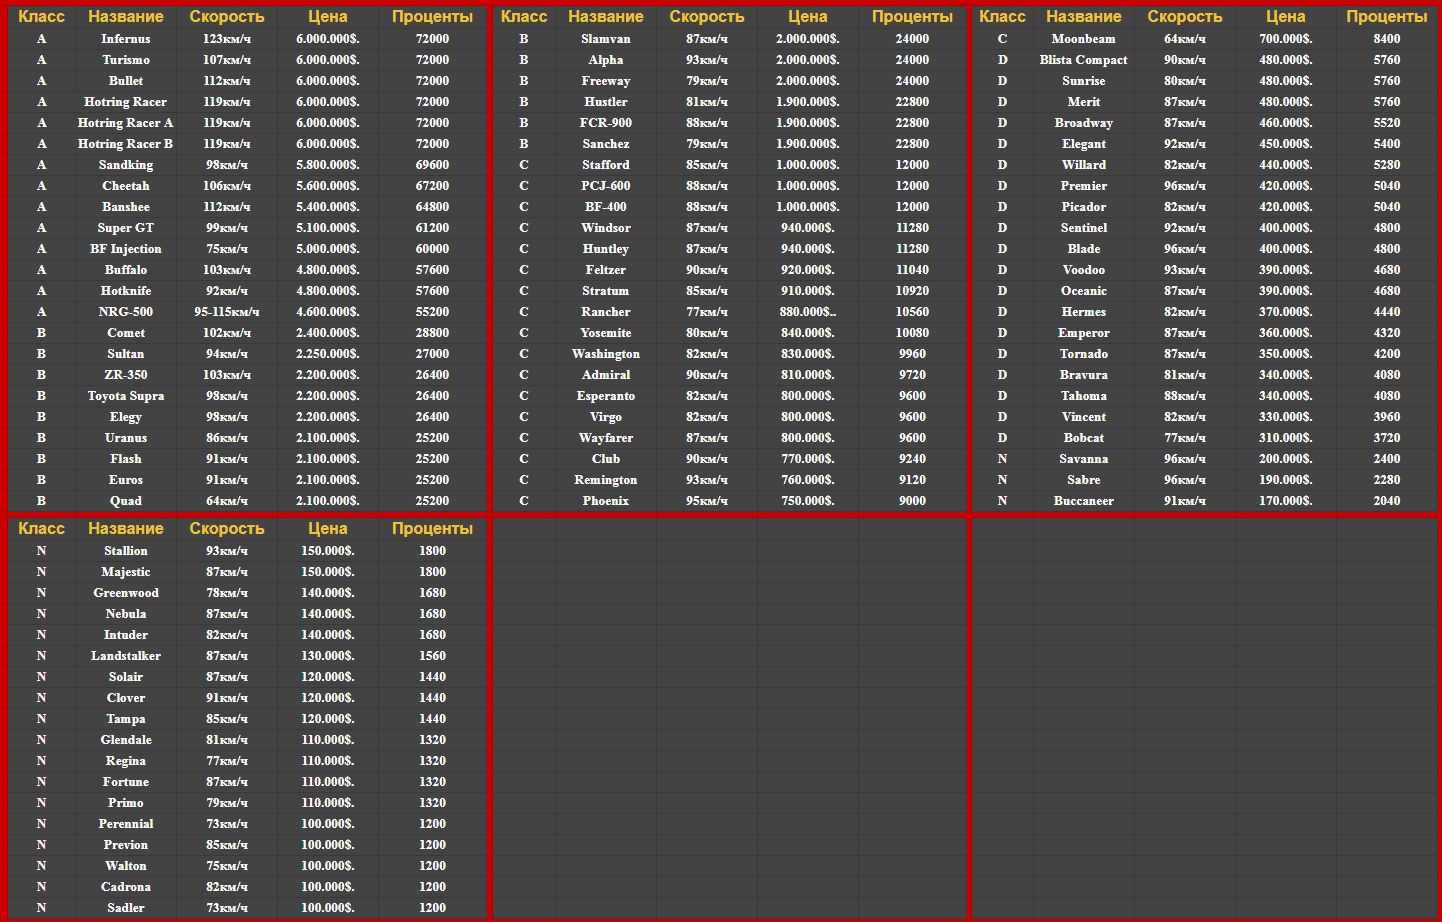 Класс Название Скорость Цена Проценты
A Infernus 123км/ч 6.000.000$. 72000
A Turismo 107км/ч 6.000.000$. 72000
A Bullet 112км/ч 6.000.000$. 72000
A Hotring Racer 119км/ч 6.000.000$. 72000
A Hotring Racer A 119км/ч 6.000.000$. 72000
A Hotring Racer B 119км/ч 6.000.000$. 72000
A Sandking 98км/ч 5.800.000$. 69600
A Cheetah 106км/ч 5.600.000$. 67200
A Banshee 112км/ч 5.400.000$. 64800
A Super GT 99км/ч 5.100.000$. 61200
A BF Injection 75км/ч 5.000.000$. 60000
A Buffalo 103км/ч 4.800.000$. 57600
A Hotknife 92км/ч 4.800.000$. 57600
A NRG-500 95-115км/ч 4.600.000$. 55200
B Comet 102км/ч 2.400.000$. 28800
B Sultan 94км/ч 2.250.000$. 27000
B ZR-350 103км/ч 2.200.000$. 26400
B Toyota Supra 98км/ч 2.200.000$. 26400
B Elegy 98км/ч 2.200.000$. 26400
B Uranus 86км/ч 2.100.000$. 25200
B Flash 91км/ч 2.100.000$. 25200
B Euros 91км/ч 2.100.000$. 25200
B Quad 64км/ч 2.100.000$. 25200
Класс Название Скорость Цена Проценты
B Slamvan 87км/ч 2.000.000$. 24000
B Alpha 93км/ч 2.000.000$. 24000
B Freeway 79км/ч 2.000.000$. 24000
B Hustler 81км/ч 1.900.000$. 22800
B FCR-900 88км/ч 1.900.000$. 22800
B Sanchez 79км/ч 1.900.000$. 22800
C Stafford 85км/ч 1.000.000$. 12000
C PCJ-600 88км/ч 1.000.000$. 12000
C BF-400 88км/ч 1.000.000$. 12000
C Windsor 87км/ч 940.000$. 11280
C Huntley 87км/ч 940.000$. 11280
C Feltzer 90км/ч 920.000$. 11040
C Stratum 85км/ч 910.000$. 10920
C Rancher 77км/ч 880.000$.. 10560
C Yosemite 80км/ч 840.000$. 10080
C Washington 82км/ч 830.000$. 9960
C Admiral 90км/ч 810.000$. 9720
C Esperanto 82км/ч 800.000$. 9600
C Virgo 82км/ч 800.000$. 9600
C Wayfarer 87км/ч 800.000$. 9600
C Club 90км/ч 770.000$. 9240
C Remington 93км/ч 760.000$. 9120
C Phoenix 95км/ч 750.000$. 9000
Класс Название Скорость Цена Проценты
C Moonbeam 64км/ч 700.000$. 8400
D Blista Compact 90км/ч 480.000$. 5760
D Sunrise 80км/ч 480.000$. 5760
D Merit 87км/ч 480.000$. 5760
D Broadway 87км/ч 460.000$. 5520
D Elegant 92км/ч 450.000$. 5400
D Willard 82км/ч 440.000$. 5280
D Premier 96км/ч 420.000$. 5040
D Picador 82км/ч 420.000$. 5040
D Sentinel 92км/ч 400.000$. 4800
D Blade 96км/ч 400.000$. 4800
D Voodoo 93км/ч 390.000$. 4680
D Oceanic 87км/ч 390.000$. 4680
D Hermes 82км/ч 370.000$. 4440
D Emperor 87км/ч 360.000$. 4320
D Tornado 87км/ч 350.000$. 4200
D Bravura 81км/ч 340.000$. 4080
D Tahoma 88км/ч 340.000$. 4080
D Vincent 82км/ч 330.000$. 3960
D Bobcat 77км/ч 310.000$. 3720
N Savanna 96км/ч 200.000$. 2400
N Sabre 96км/ч 190.000$. 2280
N Buccaneer 91км/ч 170.000$. 2040
Класс Название Скорость Цена Проценты
N Stallion 93км/ч 150.000$. 1800
N Majestic 87км/ч 150.000$. 1800
N Greenwood 78км/ч 140.000$. 1680
N Nebula 87км/ч 140.000$. 1680
N Intuder 82км/ч 140.000$. 1680
N Landstalker 87км/ч 130.000$. 1560
N Solair 87км/ч 120.000$. 1440
N Clover 91км/ч 120.000$. 1440
N Tampa 85км/ч 120.000$. 1440
N Glendale 81км/ч 110.000$. 1320
N Regina 77км/ч 110.000$. 1320
N Fortune 87км/ч 110.000$. 1320
N Primo 79км/ч 110.000$. 1320
N Perennial 73км/ч 100.000$. 1200
N Previon 85км/ч 100.000$. 1200
N Walton 75км/ч 100.000$. 1200
N Cadrona 82км/ч 100.000$. 1200
N Sadler 73км/ч 100.000$. 1200